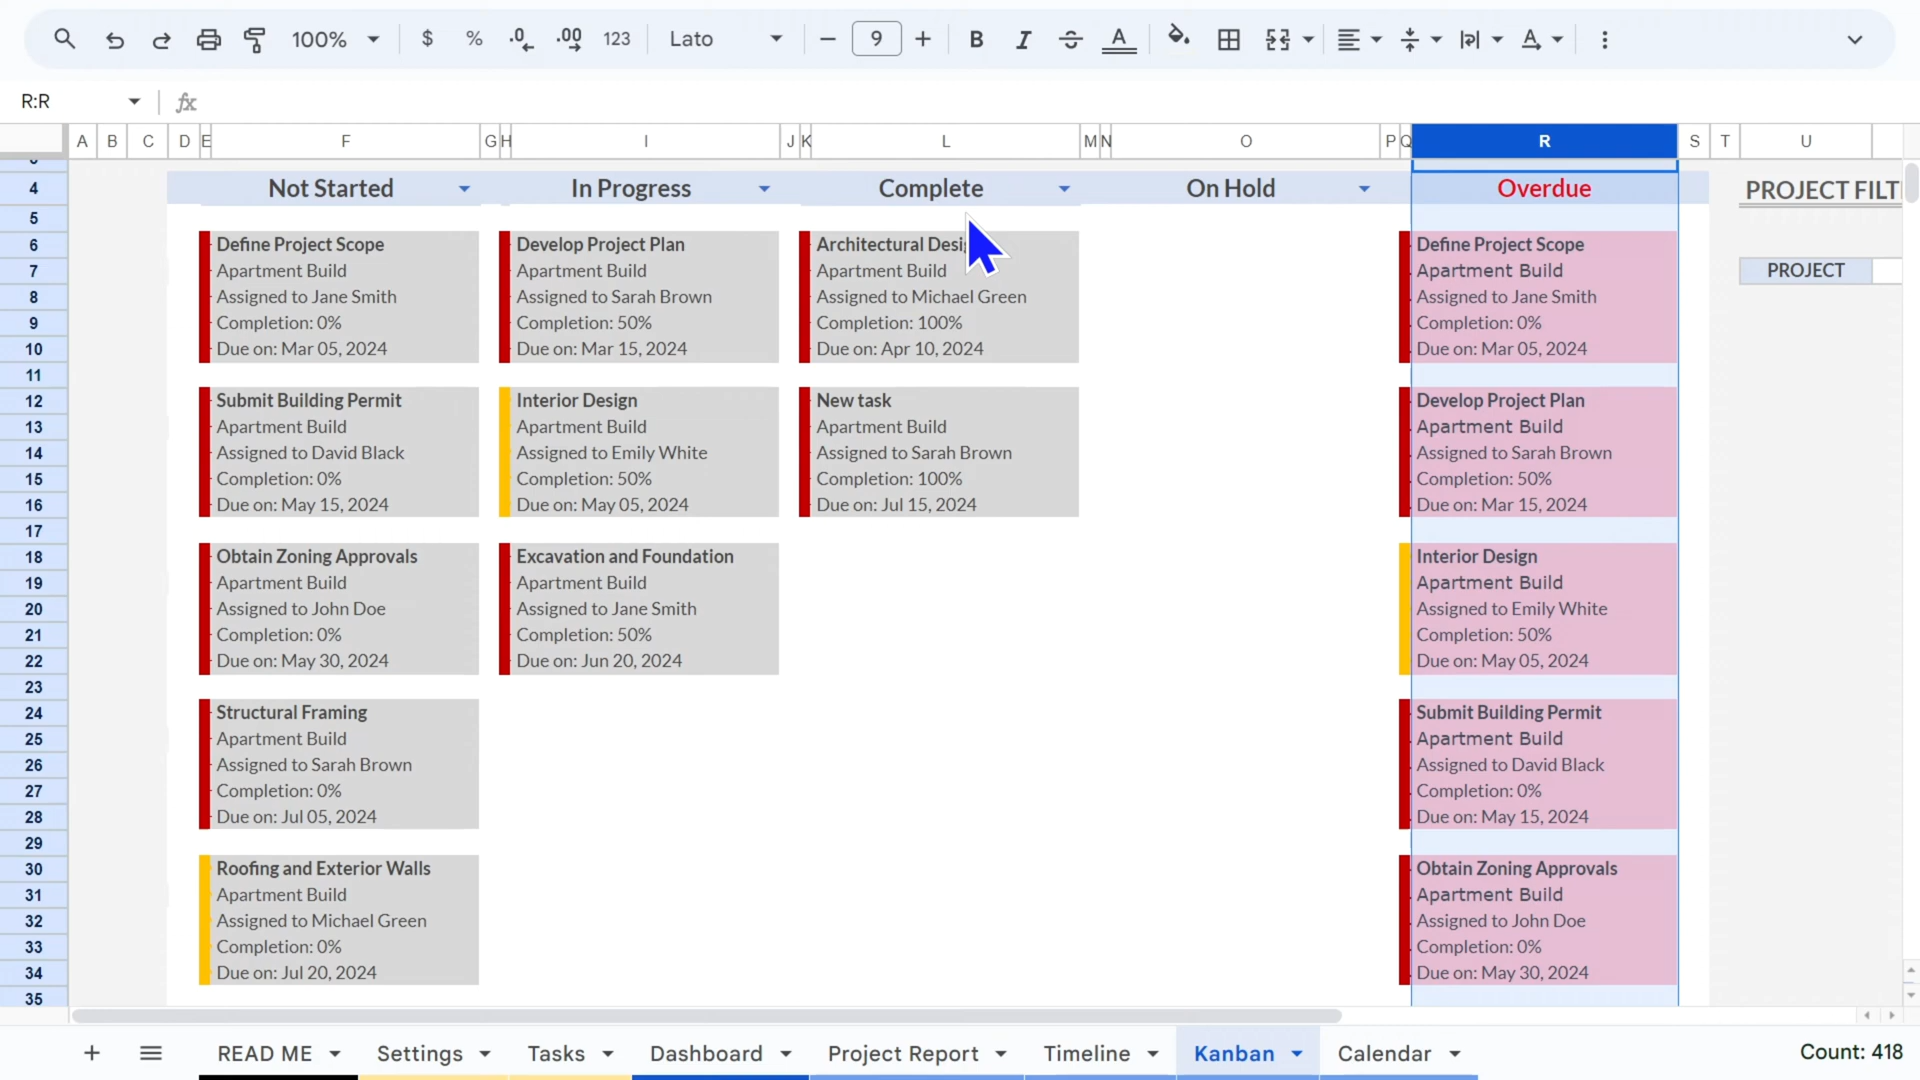 100% $ % .0 .00 123 Lato 9 B I A A
R:R fx
A B C D E F G H I J K L M N O P Q R S T U
4 Not Started In Progress Complete On Hold Overdue PROJECT FILT
5
6 Define Project Scope Develop Project Plan Architectural Desi Define Project Scope
7 Apartment Build Apartment Build Apartment Build Apartment Build PROJECT
8 Assigned to Jane Smith Assigned to Sarah Brown Assigned to Michael Green Assigned to Jane Smith
9 Completion: 0% Completion: 50% Completion: 100% Completion: 0%
10 Due on: Mar 05, 2024 Due on: Mar 15, 2024 Due on: Apr 10, 2024 Due on: Mar 05, 2024
11
12 Submit Building Permit Interior Design New task Develop Project Plan
13 Apartment Build Apartment Build Apartment Build Apartment Build
14 Assigned to David Black Assigned to Emily White Assigned to Sarah Brown Assigned to Sarah Brown
15 Completion: 0% Completion: 50% Completion: 100% Completion: 50%
16 Due on: May 15, 2024 Due on: May 05, 2024 Due on: Jul 15, 2024 Due on: Mar 15, 2024
17
18 Obtain Zoning Approvals Excavation and Foundation Interior Design
19 Apartment Build Apartment Build Apartment Build
20 Assigned to John Doe Assigned to Jane Smith Assigned to Emily White
21 Completion: 0% Completion: 50% Completion: 50%
22 Due on: May 30, 2024 Due on: Jun 20, 2024 Due on: May 05, 2024
23
24 Structural Framing Submit Building Permit
25 Apartment Build Apartment Build
26 Assigned to Sarah Brown Assigned to David Black
27 Completion: 0% Completion: 0%
28 Due on: Jul 05, 2024 Due on: May 15, 2024
29
30 Roofing and Exterior Walls Obtain Zoning Approvals
31 Apartment Build Apartment Build
32 Assigned to Michael Green Assigned to John Doe
33 Completion: 0% Completion: 0%
34 Due on: Jul 20, 2024 Due on: May 30, 2024
35
READ ME Settings Tasks Dashboard Project Report Timeline Kanban Calendar Count: 418